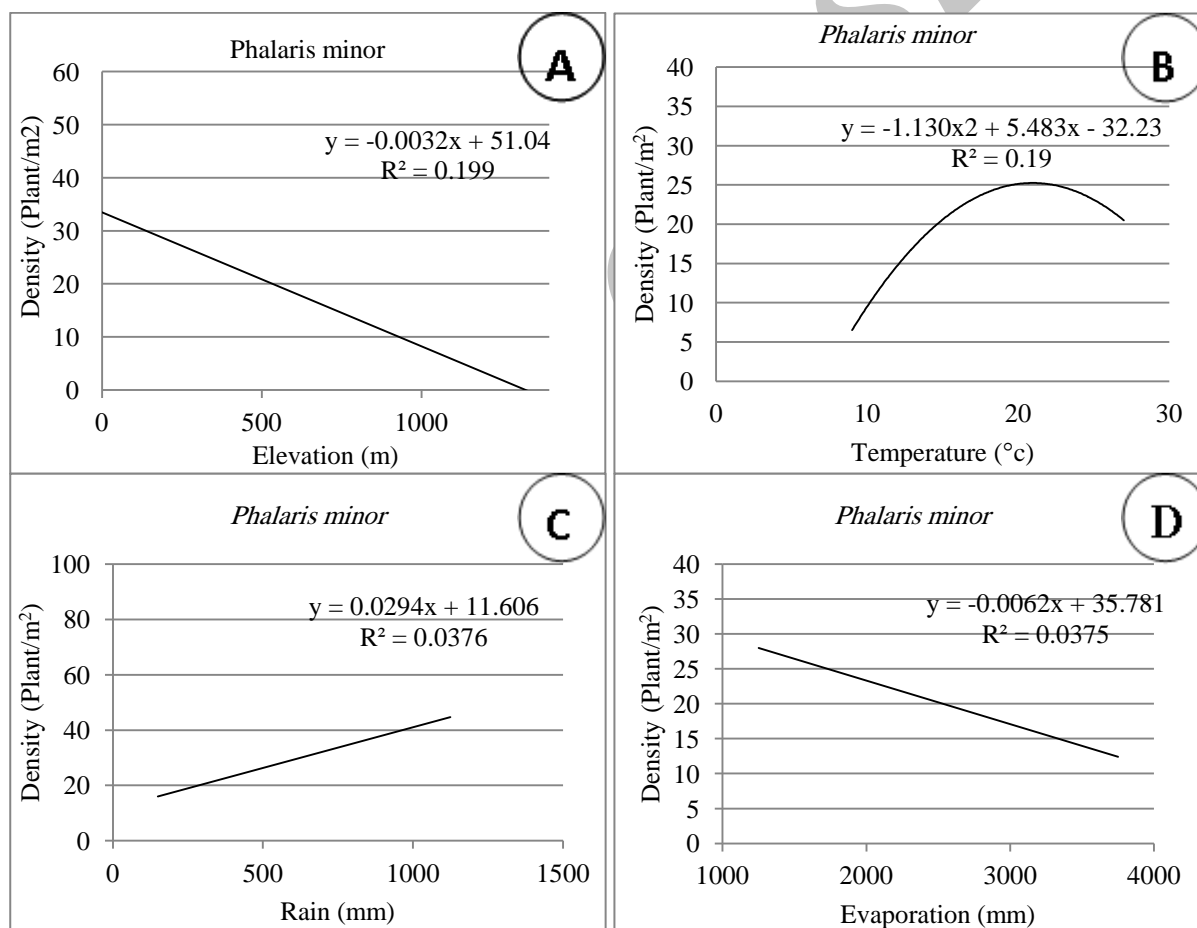 Phalaris minor
A
60
50
40
30
20
10
0
y = -0.0032x + 51.04
R² = 0.199
Density (Plant/m2)
0 500 1000
Elevation (m)
Phalaris minor
B
40
35
30
25
20
15
10
5
0
y = -1.130x2 + 5.483x - 32.23
R² = 0.19
Density (Plant/m²)
0 10 20 30
Temperature (°c)
Phalaris minor
C
100
80
60
40
20
0
y = 0.0294x + 11.606
R² = 0.0376
Density (Plant/m²)
0 500 1000 1500
Rain (mm)
Phalaris minor
D
40
35
30
25
20
15
10
5
0
y = -0.0062x + 35.781
R² = 0.0375
Density (Plant/m²)
1000 2000 3000 4000
Evaporation (mm)